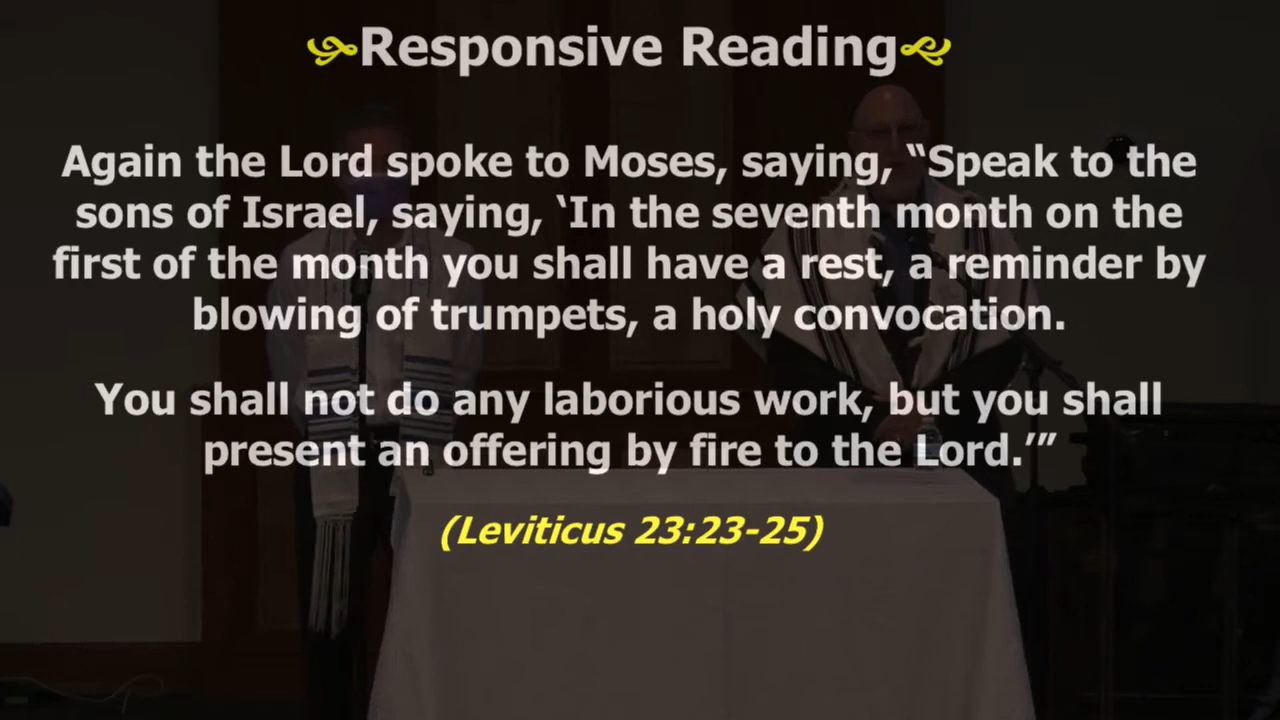 Responsive Reading
Again the Lord spoke to Moses, saying, “Speak to the
sons of Israel, saying, ‘In the seventh month on the
first of the month you shall have a rest, a reminder by
blowing of trumpets, a holy convocation.
You shall not do any laborious work, but you shall
present an offering by fire to the Lord.’”
(Leviticus 23:23-25)